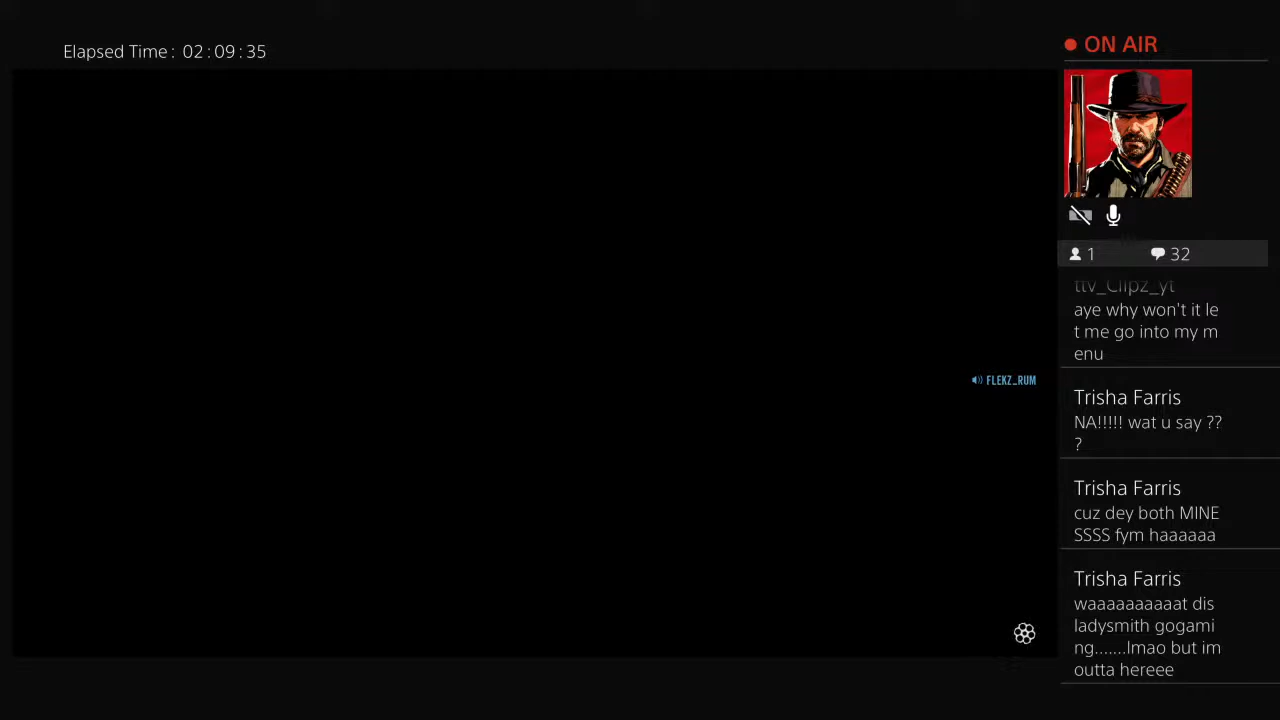 Elapsed Time: 02:09:35
ON AIR
1
32
ttv_Clipz_yt
aye why won't it le
t me go into my m
enu
FLEKZ_RUM
Trisha Farris
NA!!!!! wat u say ??
?
Trisha Farris
cuz dey both MINE
SSSS fym haaaaaa
Trisha Farris
waaaaaaaaaat dis
ladysmith gogami
ng.......lmao but im
outta hereee